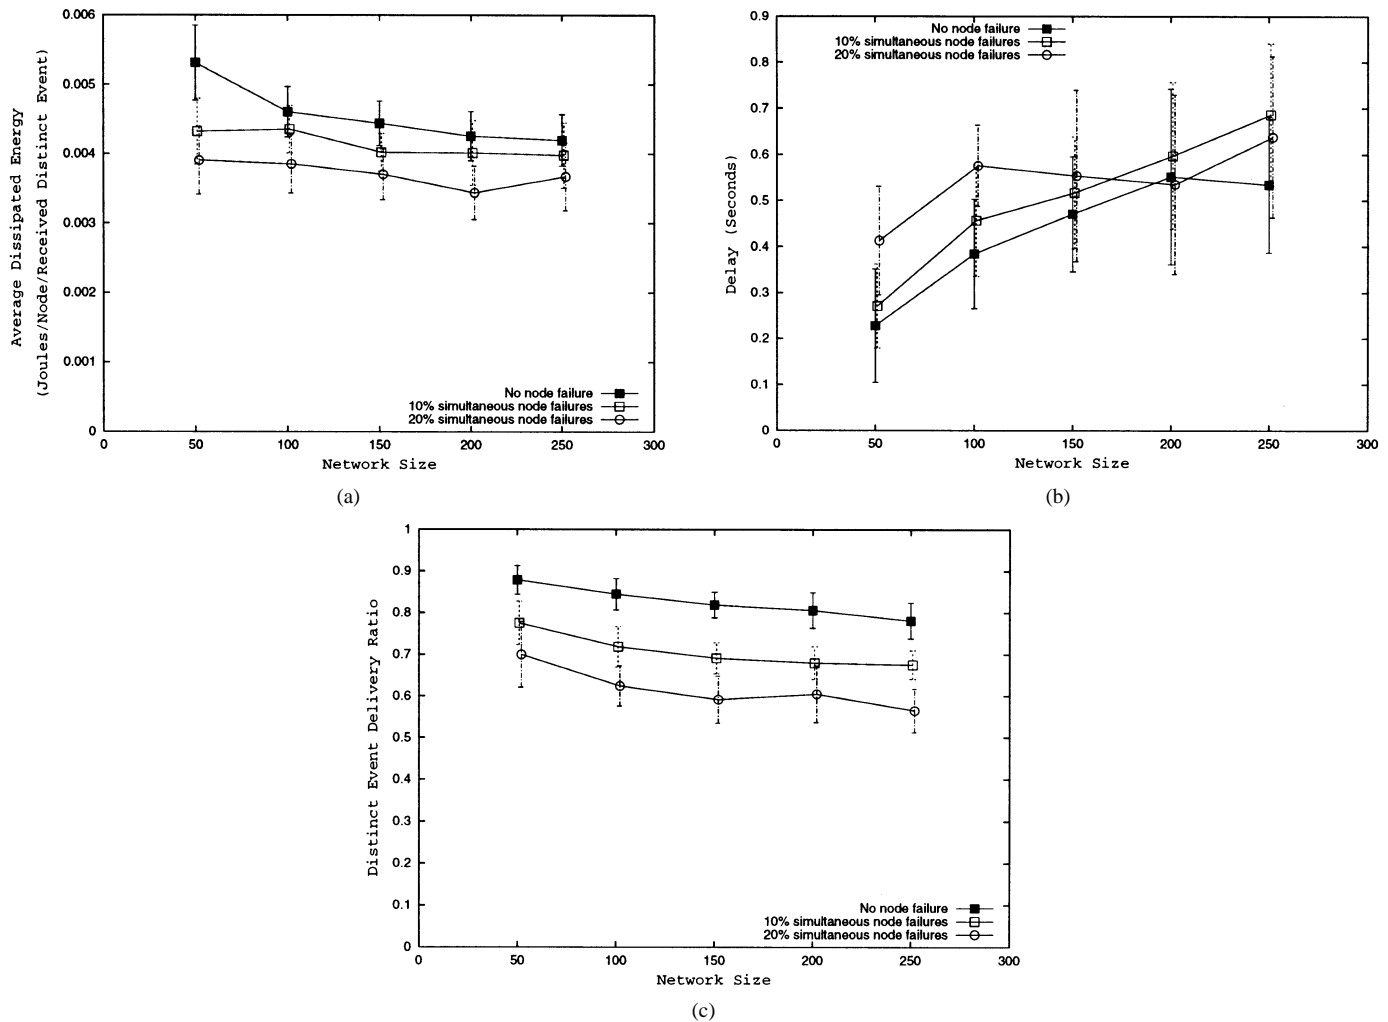 0.006
0.005
0.004
0.003
0.002
0.001
0
Average Dissipated Energy
(Joules/Node/Received Distinct Event)
No node failure
10% simultaneous node failures
20% simultaneous node failures
0 50 100 150 200 250 300
Network Size
(a)
0.9
0.8
0.7
0.6
0.5
0.4
0.3
0.2
0.1
0
Delay (Seconds)
No node failure
10% simultaneous node failures
20% simultaneous node failures
0 50 100 150 200 250 300
Network Size
(b)
1
0.9
0.8
0.7
0.6
0.5
0.4
0.3
0.2
0.1
0
Distinct Event Delivery Ratio
No node failure
10% simultaneous node failures
20% simultaneous node failures
0 50 100 150 200 250 300
Network Size
(c)